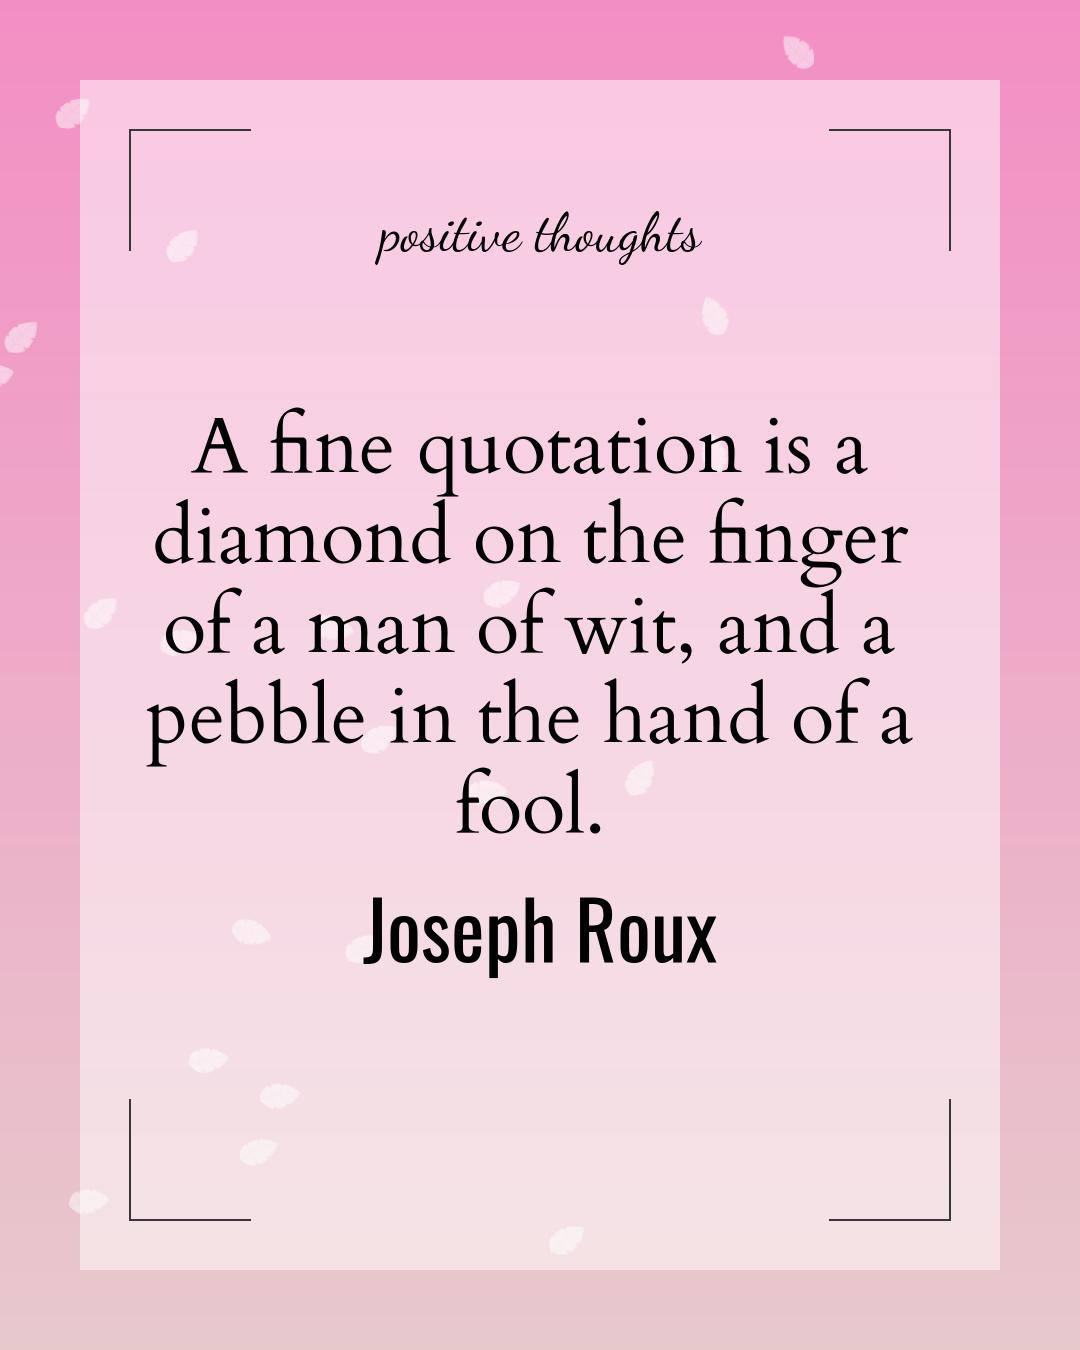 positive thoughts
A fine quotation is a
diamond on the finger
of a man of wit, and a
pebble in the hand of a
fool.
Joseph Roux